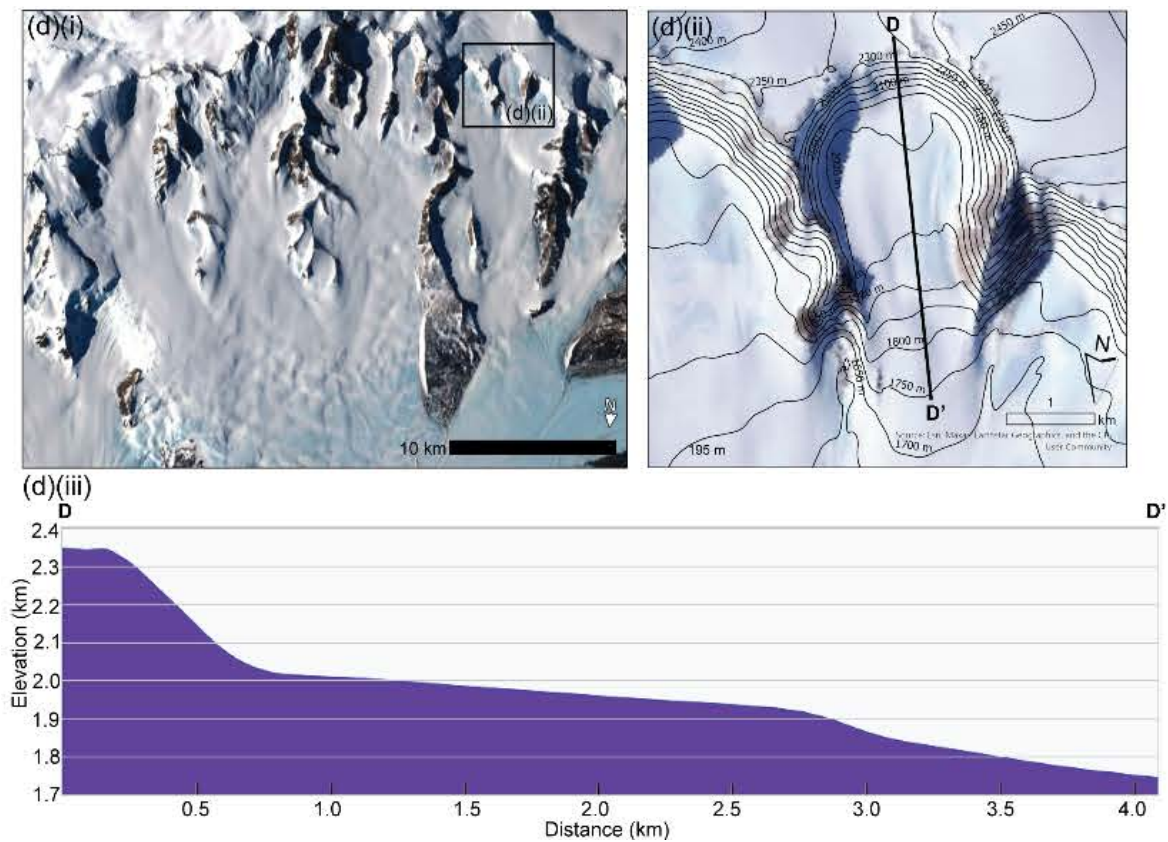 (d)(i)
(d)(ii)
N
10 km
(d)(ii)
D
2400 m
2450 m
2300 m
2350 m
1800 m
1750 m
D'
N
1
km
User Community
1700 m
195 m
(d)(iii)
D
D'
2.4
2.3
2.2
2.1
2.0
1.9
1.8
1.7
Elevation (km)
0.5
1.0
1.5
2.0
2.5
3.0
3.5
4.0
Distance (km)